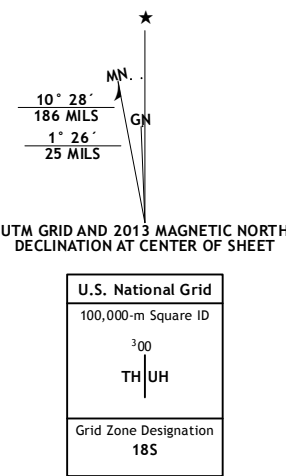 ★
MN
10° 28´
186 MILS
GN
1° 26´
25 MILS
UTM GRID AND 2013 MAGNETIC NORTH
DECLINATION AT CENTER OF SHEET
U.S. National Grid
100,000-m Square ID
³00
TH UH
Grid Zone Designation
18S